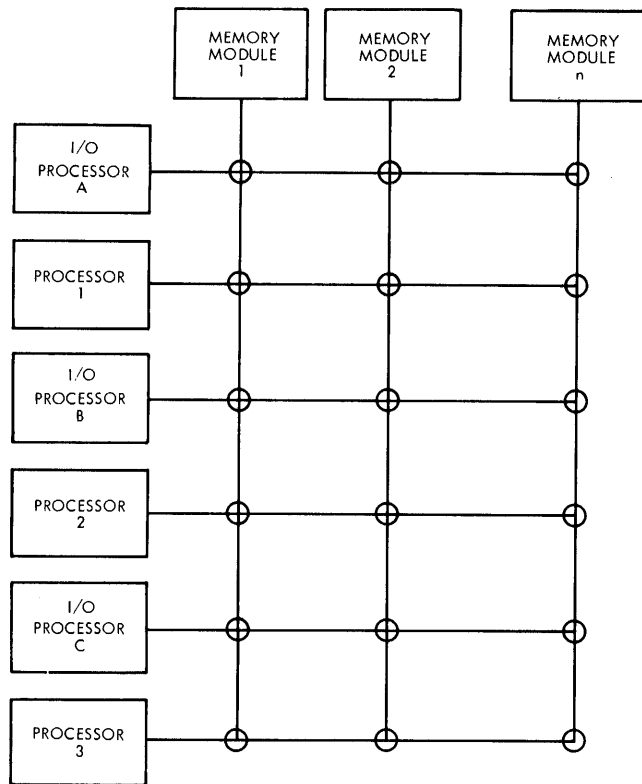 MEMORY
MODULE
1
MEMORY
MODULE
2
MEMORY
MODULE
n
I/O
PROCESSOR
A
PROCESSOR
1
I/O
PROCESSOR
B
PROCESSOR
2
I/O
PROCESSOR
C
PROCESSOR
3